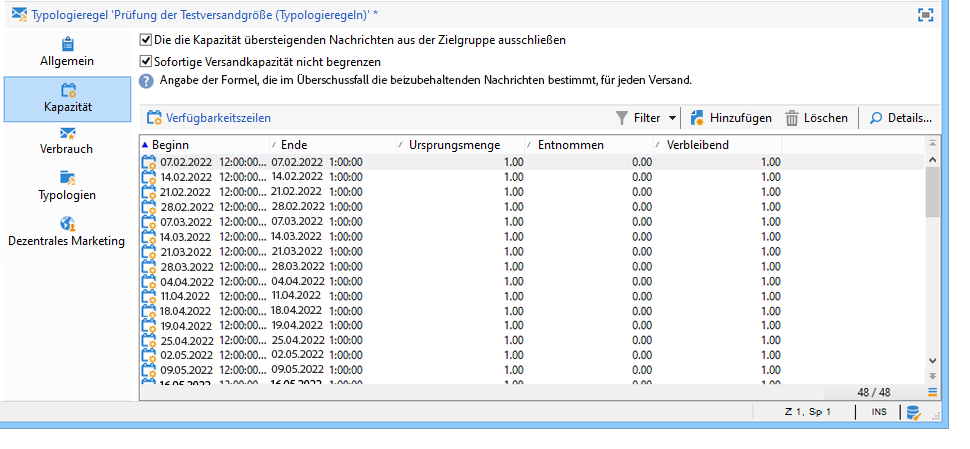 Typologieregel 'Prüfung der Testversandgröße (Typologieregeln)' *
Allgemein
Kapazität
Verbrauch
Typologien
Dezentrales Marketing
Die die Kapazität übersteigenden Nachrichten aus der Zielgruppe ausschließen
Sofortige Versandkapazität nicht begrenzen
Angabe der Formel, die im Überschussfall die beizubehaltenden Nachrichten bestimmt, für jeden Versand.
Verfügbarkeitszeilen Filter Hinzufügen Löschen Details...
Beginn Ende Ursprungsmenge Entnommen Verbleibend
07.02.2022 12:00:00... 07.02.2022 1:00:00 1.00 0.00 1.00
14.02.2022 12:00:00... 14.02.2022 1:00:00 1.00 0.00 1.00
21.02.2022 12:00:00... 21.02.2022 1:00:00 1.00 0.00 1.00
28.02.2022 12:00:00... 28.02.2022 1:00:00 1.00 0.00 1.00
07.03.2022 12:00:00... 07.03.2022 1:00:00 1.00 0.00 1.00
14.03.2022 12:00:00... 14.03.2022 1:00:00 1.00 0.00 1.00
21.03.2022 12:00:00... 21.03.2022 1:00:00 1.00 0.00 1.00
28.03.2022 12:00:00... 28.03.2022 1:00:00 1.00 0.00 1.00
04.04.2022 12:00:00... 04.04.2022 1:00:00 1.00 0.00 1.00
11.04.2022 12:00:00... 11.04.2022 1:00:00 1.00 0.00 1.00
18.04.2022 12:00:00... 18.04.2022 1:00:00 1.00 0.00 1.00
19.04.2022 12:00:00... 19.04.2022 1:00:00 1.00 0.00 1.00
25.04.2022 12:00:00... 25.04.2022 1:00:00 1.00 0.00 1.00
02.05.2022 12:00:00... 02.05.2022 1:00:00 1.00 0.00 1.00
09.05.2022 12:00:00... 09.05.2022 1:00:00 1.00 0.00 1.00
16.05.2022 12:00:00... 16.05.2022 1:00:00 1.00 0.00 1.00
48 / 48
Z 1, Sp 1 INS